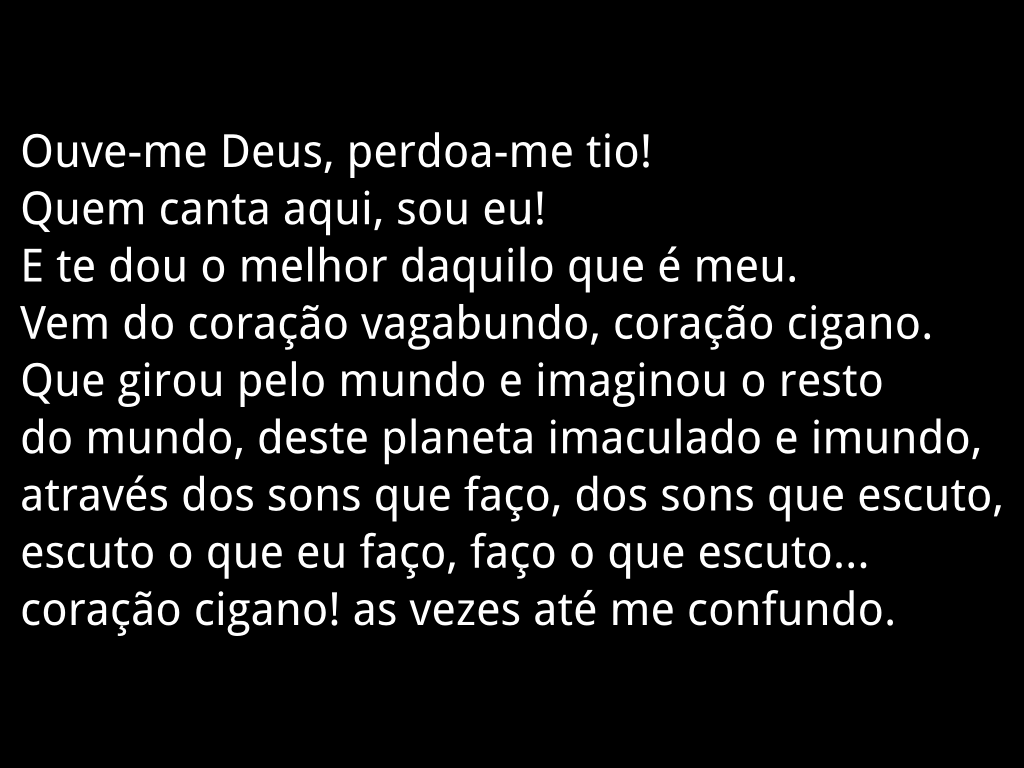 Ouve-me Deus, perdoa-me tio!
Quem canta aqui, sou eu!
E te dou o melhor daquilo que é meu.
Vem do coração vagabundo, coração cigano.
Que girou pelo mundo e imaginou o resto
do mundo, deste planeta imaculado e imundo,
através dos sons que faço, dos sons que escuto,
escuto o que eu faço, faço o que escuto...
coração cigano! as vezes até me confundo.